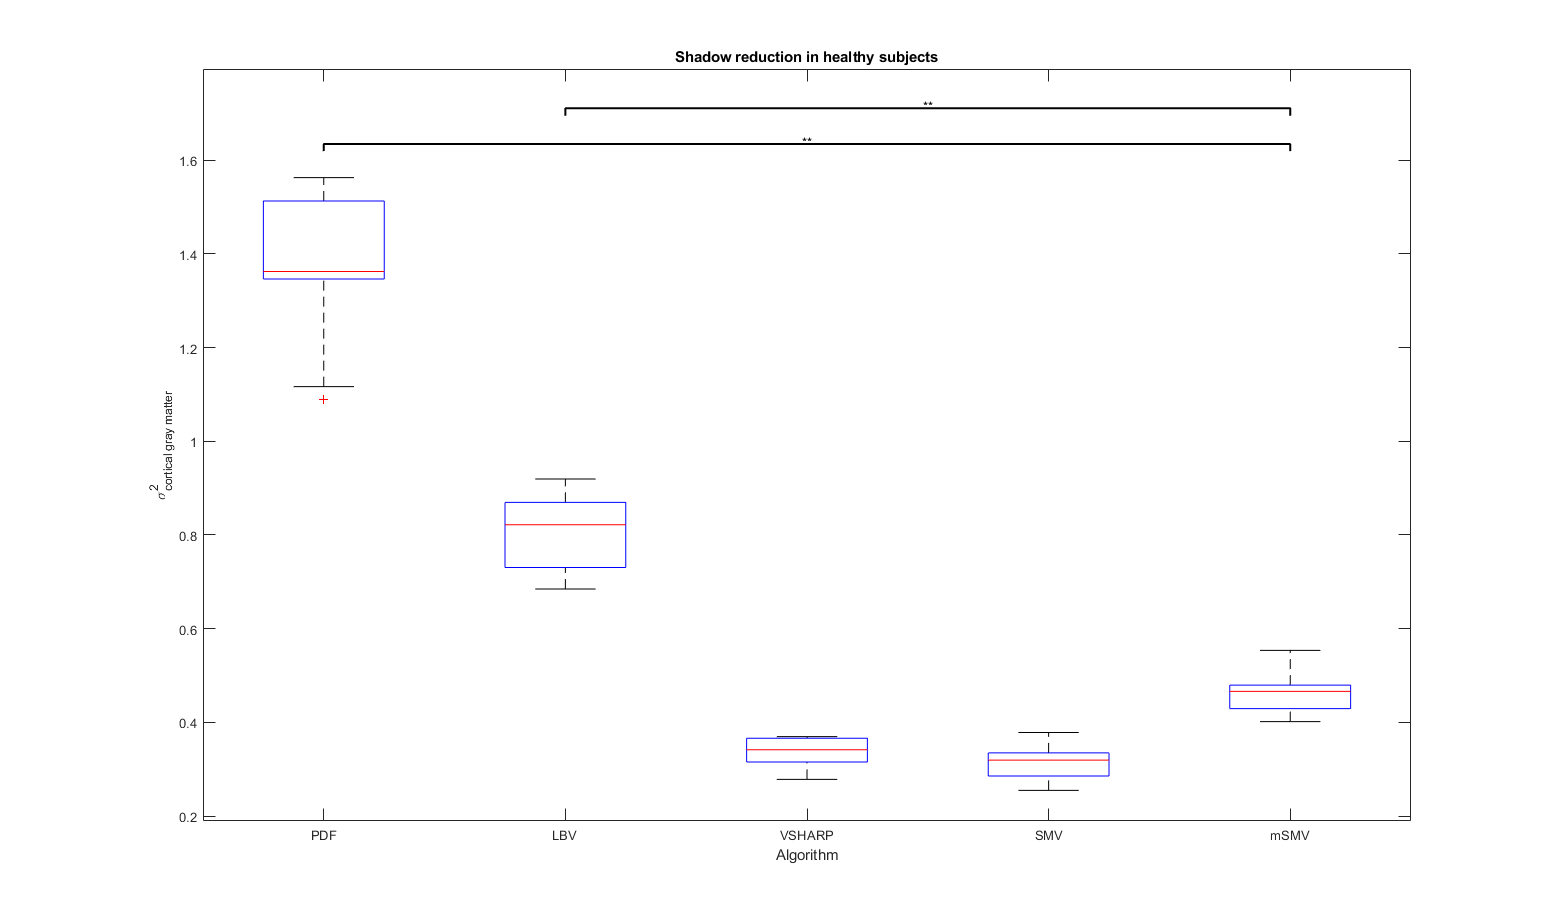 Shadow reduction in healthy subjects
**
**
1.6
1.4
1.2
1
0.8
0.6
0.4
0.2
σ²cortical gray matter
PDF LBV VSHARP SMV mSMV
Algorithm